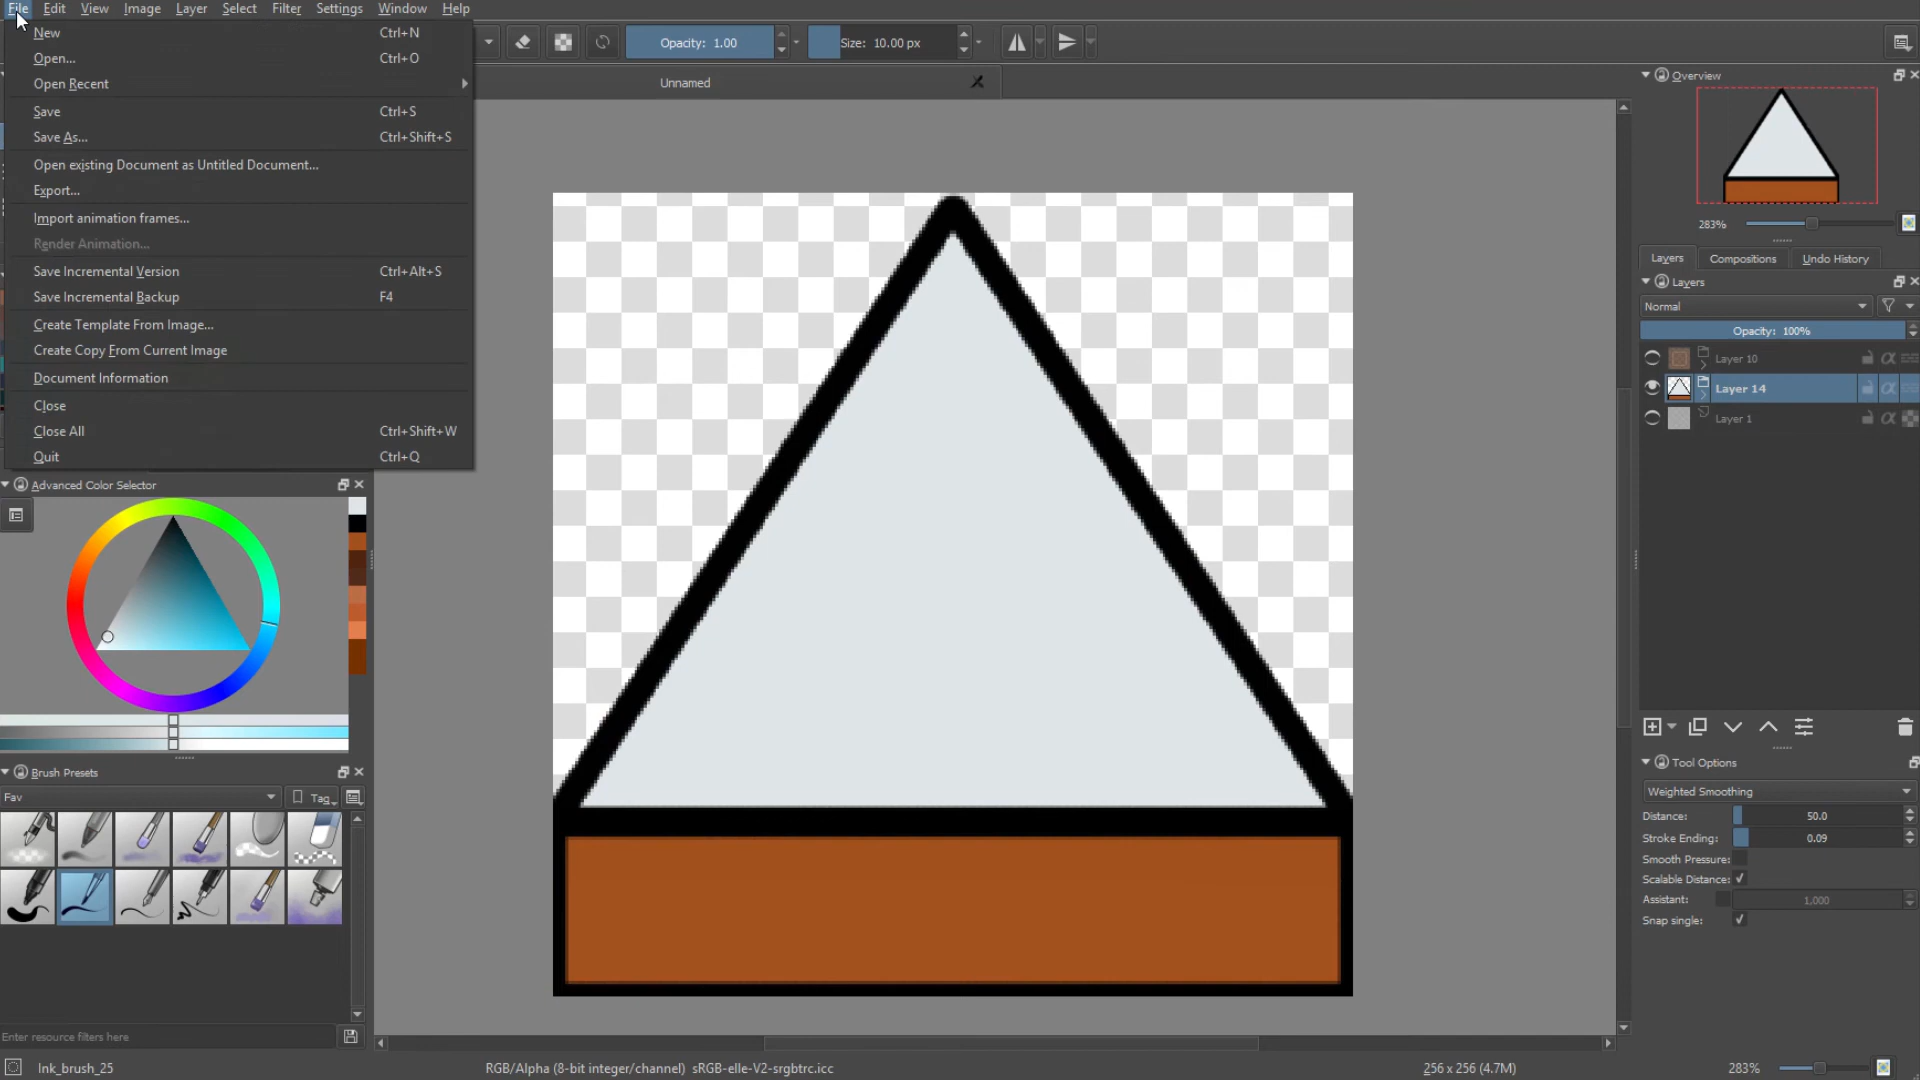 File Edit View Image Layer Select Filter Settings Window Help
New Ctrl+N
Open... Ctrl+O
Open Recent
Save Ctrl+S
Save As... Ctrl+Shift+S
Open existing Document as Untitled Document...
Export...
Import animation frames...
Render Animation...
Save Incremental Version Ctrl+Alt+S
Save Incremental Backup F4
Create Template From Image...
Create Copy From Current Image
Document Information
Close
Close All Ctrl+Shift+W
Quit Ctrl+Q
Opacity: 1.00
Size: 10.00 px
Unnamed
Advanced Color Selector
Brush Presets
Fav
Tag
Enter resource filters here
Ink_brush_25
RGB/Alpha (8-bit integer/channel) sRGB-elle-V2-srgbtrc.icc
256 x 256 (4.7M)
283%
Overview
283%
Layers Compositions Undo History
Layers
Normal
Opacity: 100%
Layer 10
Layer 14
Layer 1
Tool Options
Weighted Smoothing
Distance: 50.0
Stroke Ending: 0.09
Smooth Pressure:
Scalable Distance:
Assistant: 1,000
Snap single: